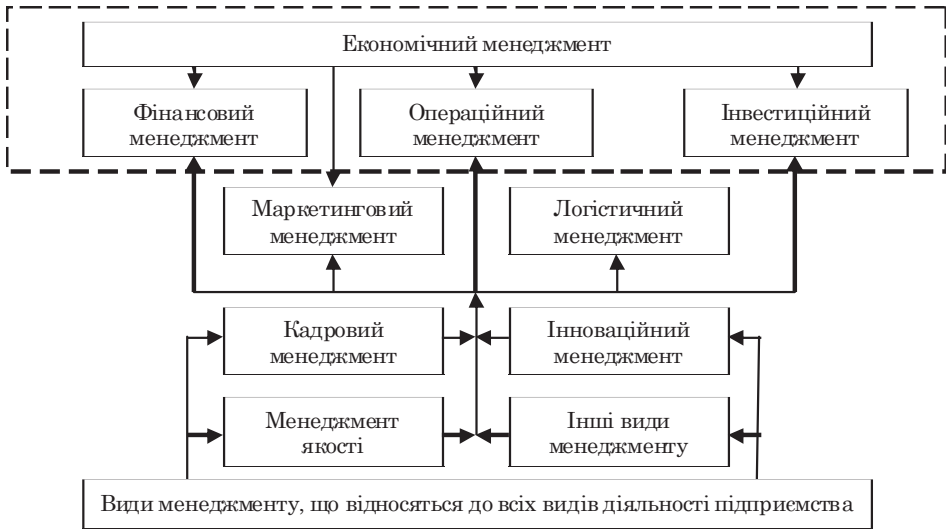 Економічний менеджмент
Фінансовий
менеджмент
Операційний
менеджмент
Інвестиційний
менеджмент
Маркетинговий
менеджмент
Логістичний
менеджмент
Кадровий
менеджмент
Інноваційний
менеджмент
Менеджмент
якості
Інші види
менеджменту
Види менеджменту, що відносяться до всіх видів діяльності підприємства